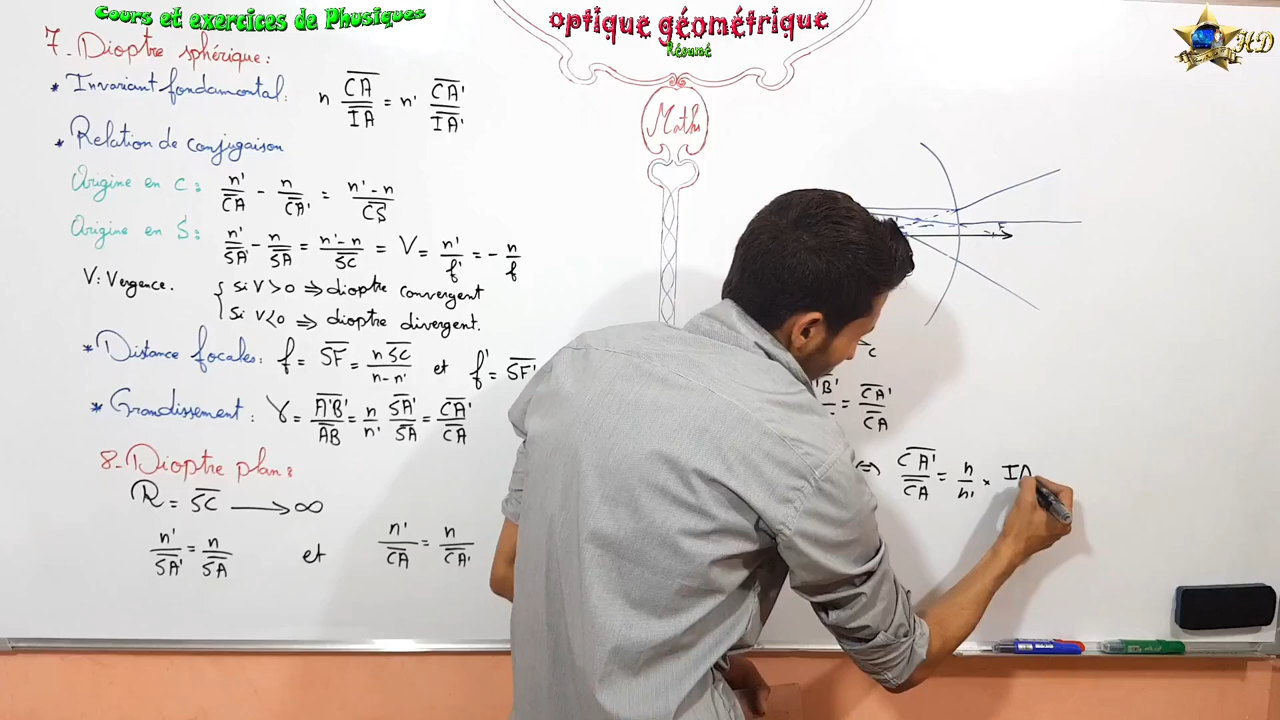 Cours et exercices de Physiques
optique géométrique
Résumé
HD
7. Dioptre sphérique:
* Invariant fondamental: n CA/IA = n' CA'/IA'
Maths
* Relation de conjugaison
Origine en C: n'/CA - n/CA' = n'-n/CS
Origine en S: n'/SA' - n/SA = n'-n/SC = V = n'/f' = - n/f
V: Vergence. { si V>0 ⇒ dioptre convergent
Si V<0 ⇒ dioptre divergent.
* Distance focales: f = SF = nSC/n-n' et f' = SF'
* Grandissement: γ = A'B'/AB = n/n' SA'/SA = CA'/CA
8. Dioptre plan:
R = SC → ∞
n'/SA' = n/SA et n'/CA = n/CA'
F
C
'B' = CA'/CA
⇒ CA'/CA = n/n' × IA